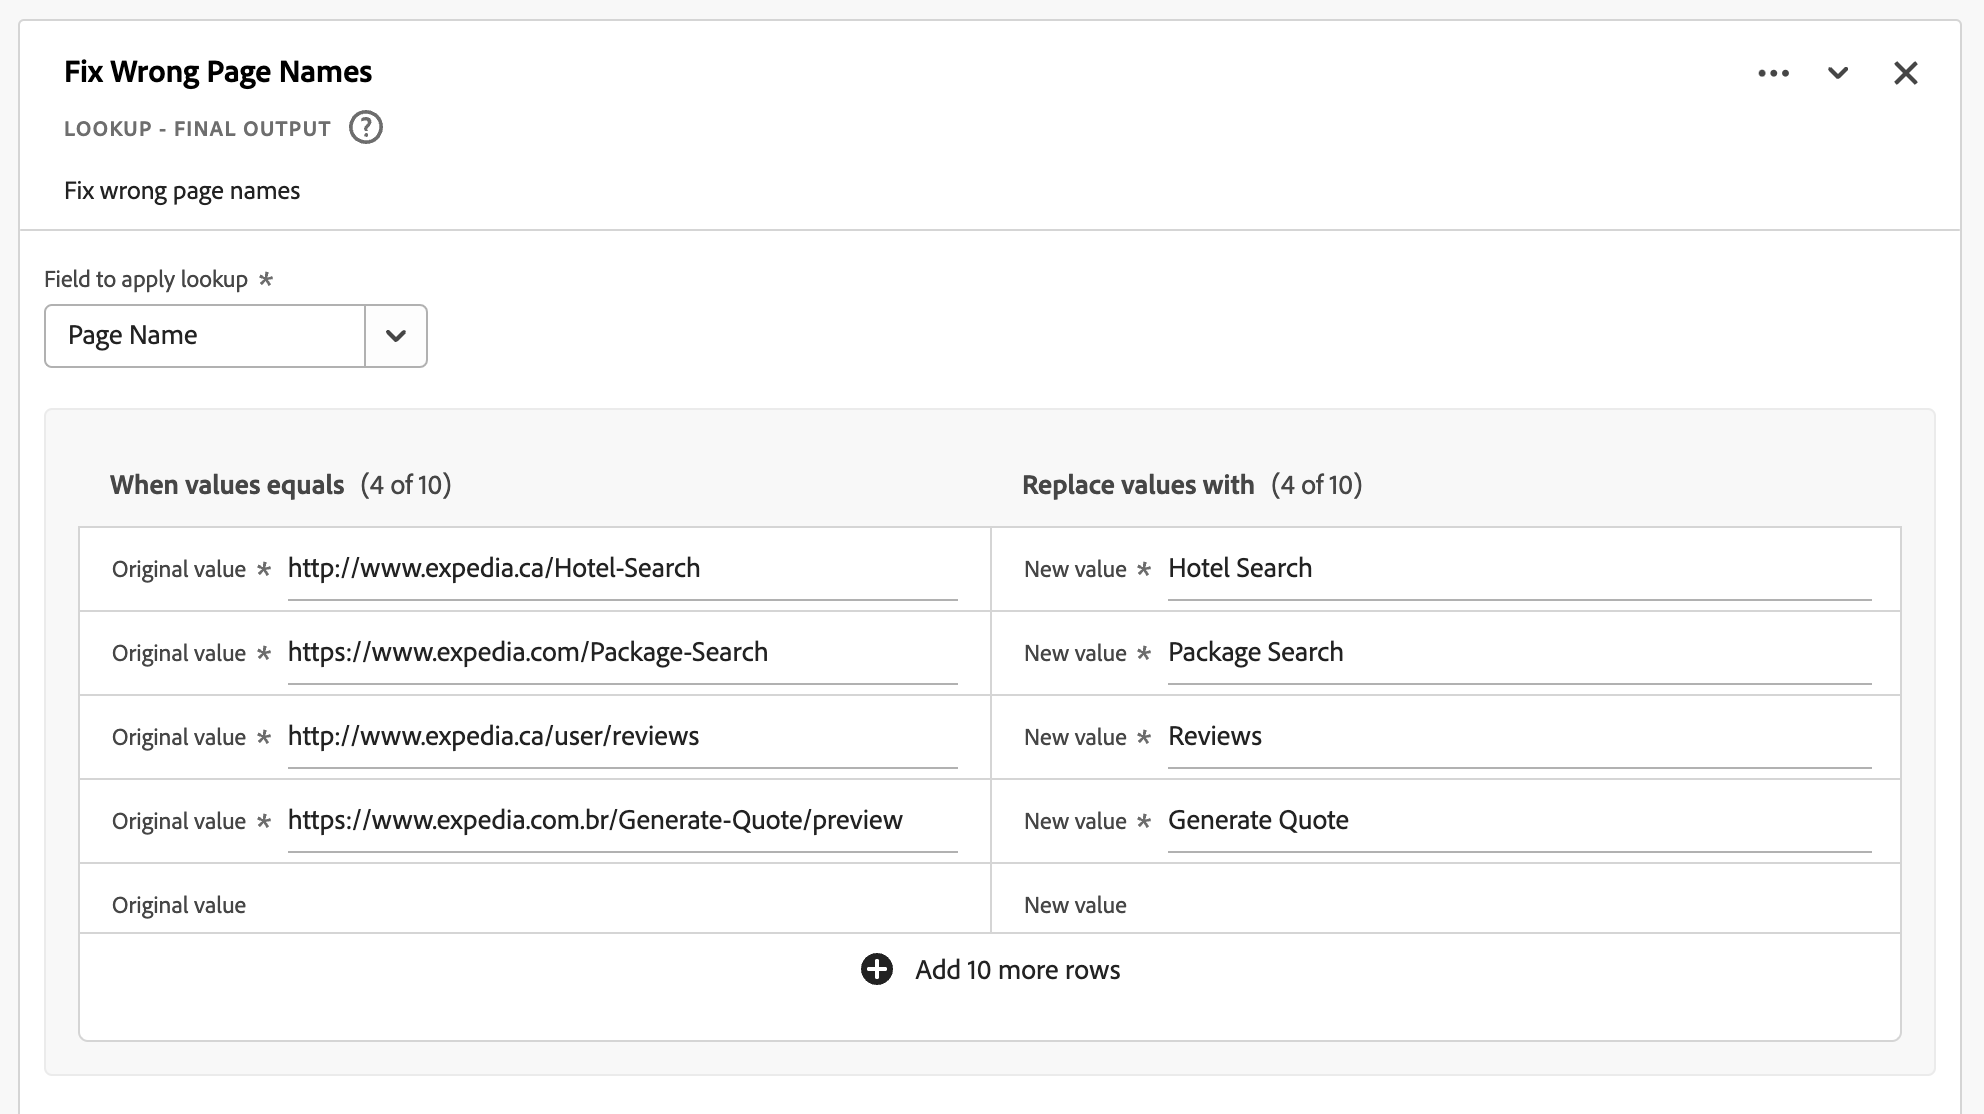 Fix Wrong Page Names
LOOKUP - FINAL OUTPUT ?
Fix wrong page names
Field to apply lookup *
Page Name
When values equals (4 of 10) Replace values with (4 of 10)
Original value * http://www.expedia.ca/Hotel-Search New value * Hotel Search
Original value * https://www.expedia.com/Package-Search New value * Package Search
Original value * http://www.expedia.ca/user/reviews New value * Reviews
Original value * https://www.expedia.com.br/Generate-Quote/preview New value * Generate Quote
Original value New value
Add 10 more rows